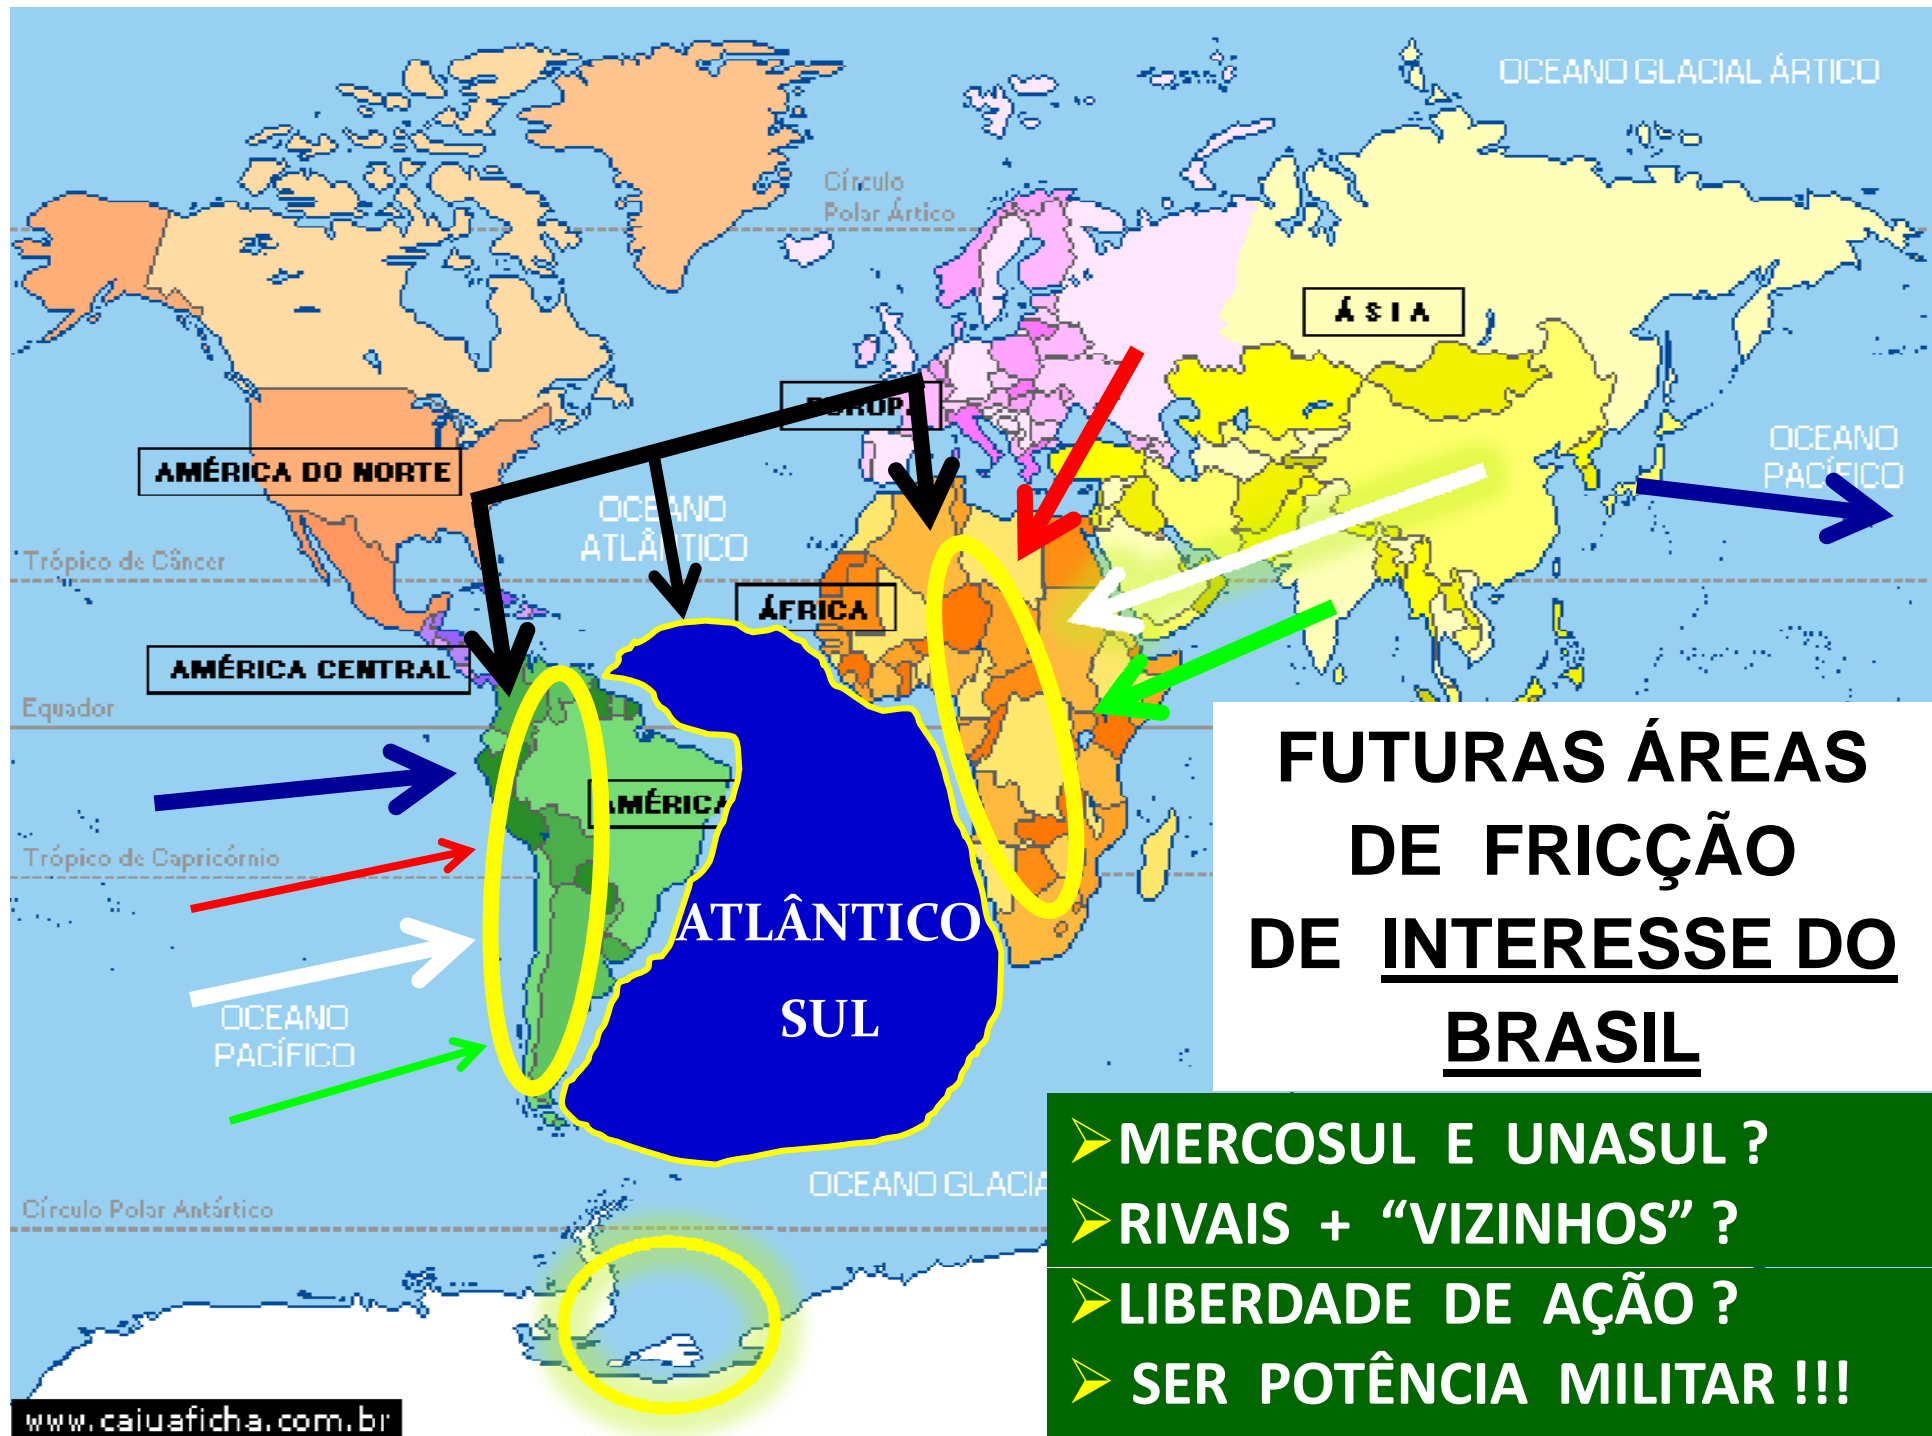 OCEANO GLACIAL ÁRTICO
Círculo
Polar Ártico
ÁSIA
AMÉRICA DO NORTE
OCEANO
PACÍFICO
OCEANO
ATLÂNTICO
Trópico de Câncer
ÁFRICA
AMÉRICA CENTRAL
Equador
AMÉRICA
Trópico de Capricórnio
ATLÂNTICO
SUL
OCEANO
PACÍFICO
FUTURAS ÁREAS
DE FRICÇÃO
DE INTERESSE DO
BRASIL
MERCOSUL E UNASUL ?
RIVAIS + “VIZINHOS” ?
LIBERDADE DE AÇÃO ?
SER POTÊNCIA MILITAR !!!
OCEANO GLACIA
Círculo Polar Antártico
www.caiuaficha.com.br